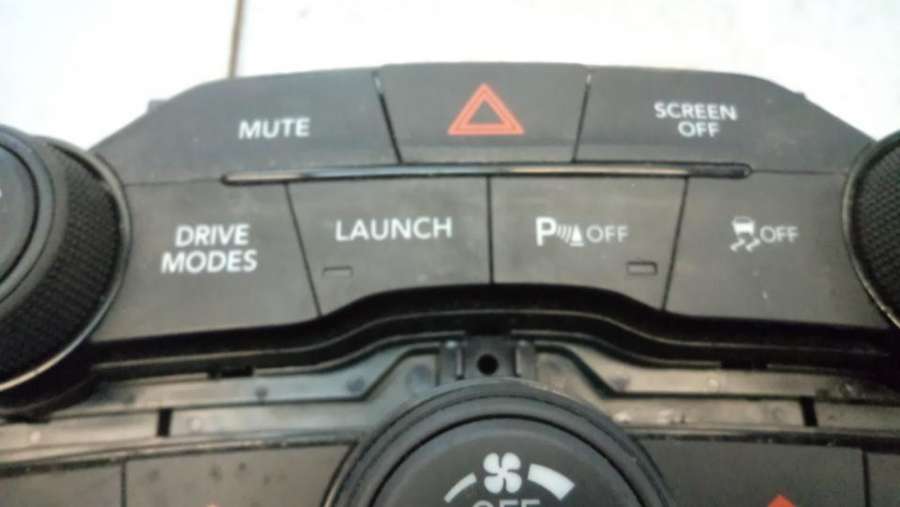 MUTE
SCREEN
OFF
DRIVE
MODES
LAUNCH
P OFF
OFF
OFF